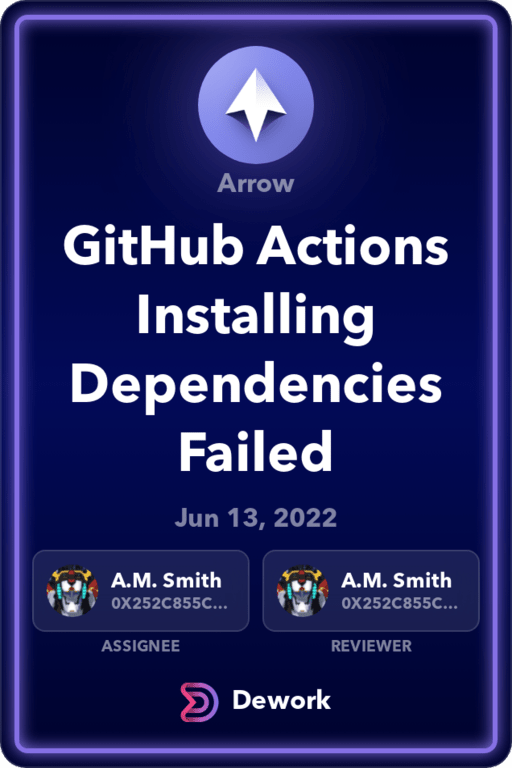 Arrow
GitHub Actions
Installing
Dependencies
Failed
Jun 13, 2022
A.M. Smith
0X252C855C...
ASSIGNEE
A.M. Smith
0X252C855C...
REVIEWER
Dework